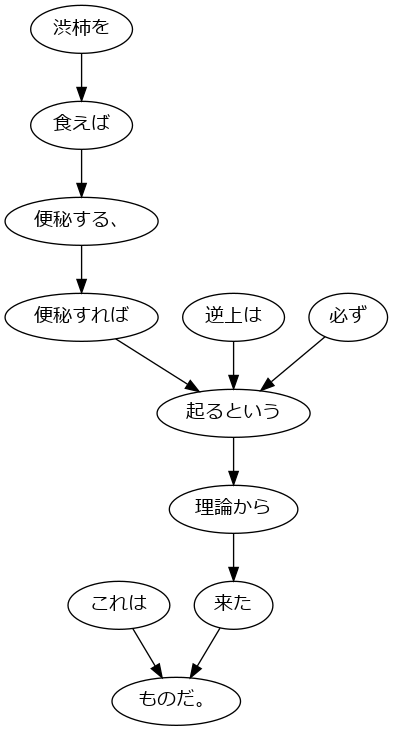 渋柿を
食えば
便秘する、
便秘すれば
逆上は
必ず
起るという
理論から
これは
来た
ものだ。